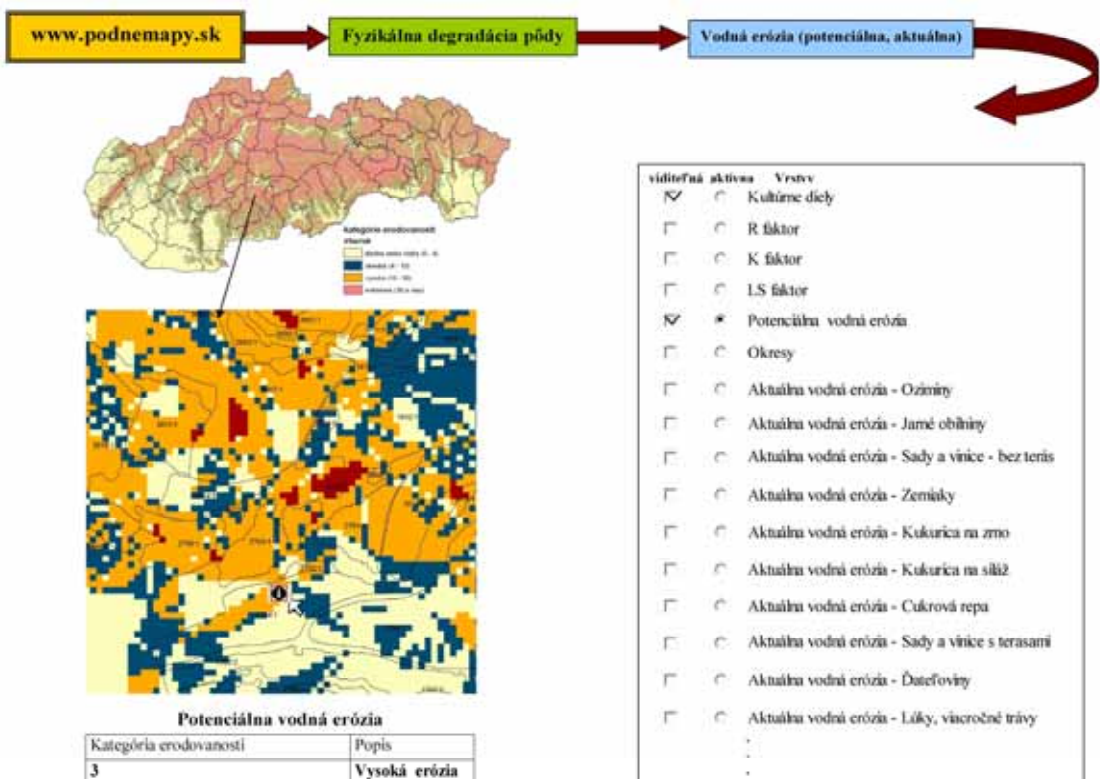 www.podnemapy.sk
Fyzikálna degradácia pôdy
Vodná erózia (potenciálna, aktuálna)
Kategórie erodovanosti
viditeľná aktívna Vrstvy
Kultúrne diely
R faktor
K faktor
LS faktor
Potenciálna vodná erózia
Okresy
Aktuálna vodná erózia - Oziminy
Aktuálna vodná erózia - Jarné obilniny
Aktuálna vodná erózia - Sady a vinice - bez terás
Aktuálna vodná erózia - Zemiaky
Aktuálna vodná erózia - Kukurica na zrno
Aktuálna vodná erózia - Kukurica na siláž
Aktuálna vodná erózia - Cukrová repa
Aktuálna vodná erózia - Sady a vinice s terasami
Aktuálna vodná erózia - Ďateľoviny
Aktuálna vodná erózia - Lúky, viacročné trávy
Potenciálna vodná erózia
Kategória erodovanosti Popis
3 Vysoká erózia